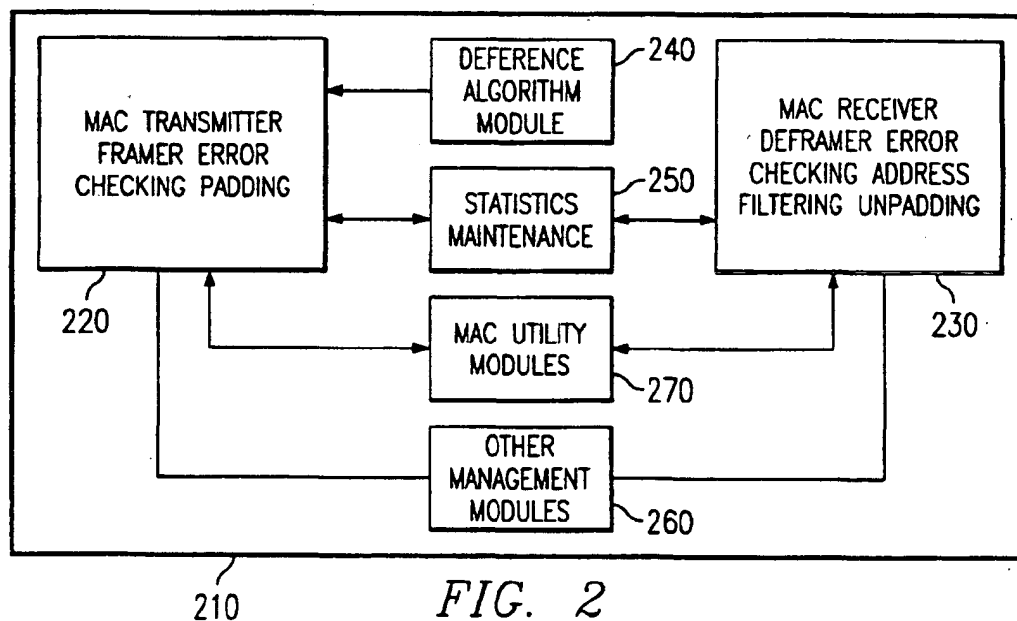 MAC TRANSMITTER
FRAMER ERROR
CHECKING PADDING
220
DEFERENCE
ALGORITHM
MODULE
240
STATISTICS
MAINTENANCE
250
MAC UTILITY
MODULES
270
OTHER
MANAGEMENT
MODULES
260
MAC RECEIVER
DEFRAMER ERROR
CHECKING ADDRESS
FILTERING UNPADDING
230
210
FIG. 2